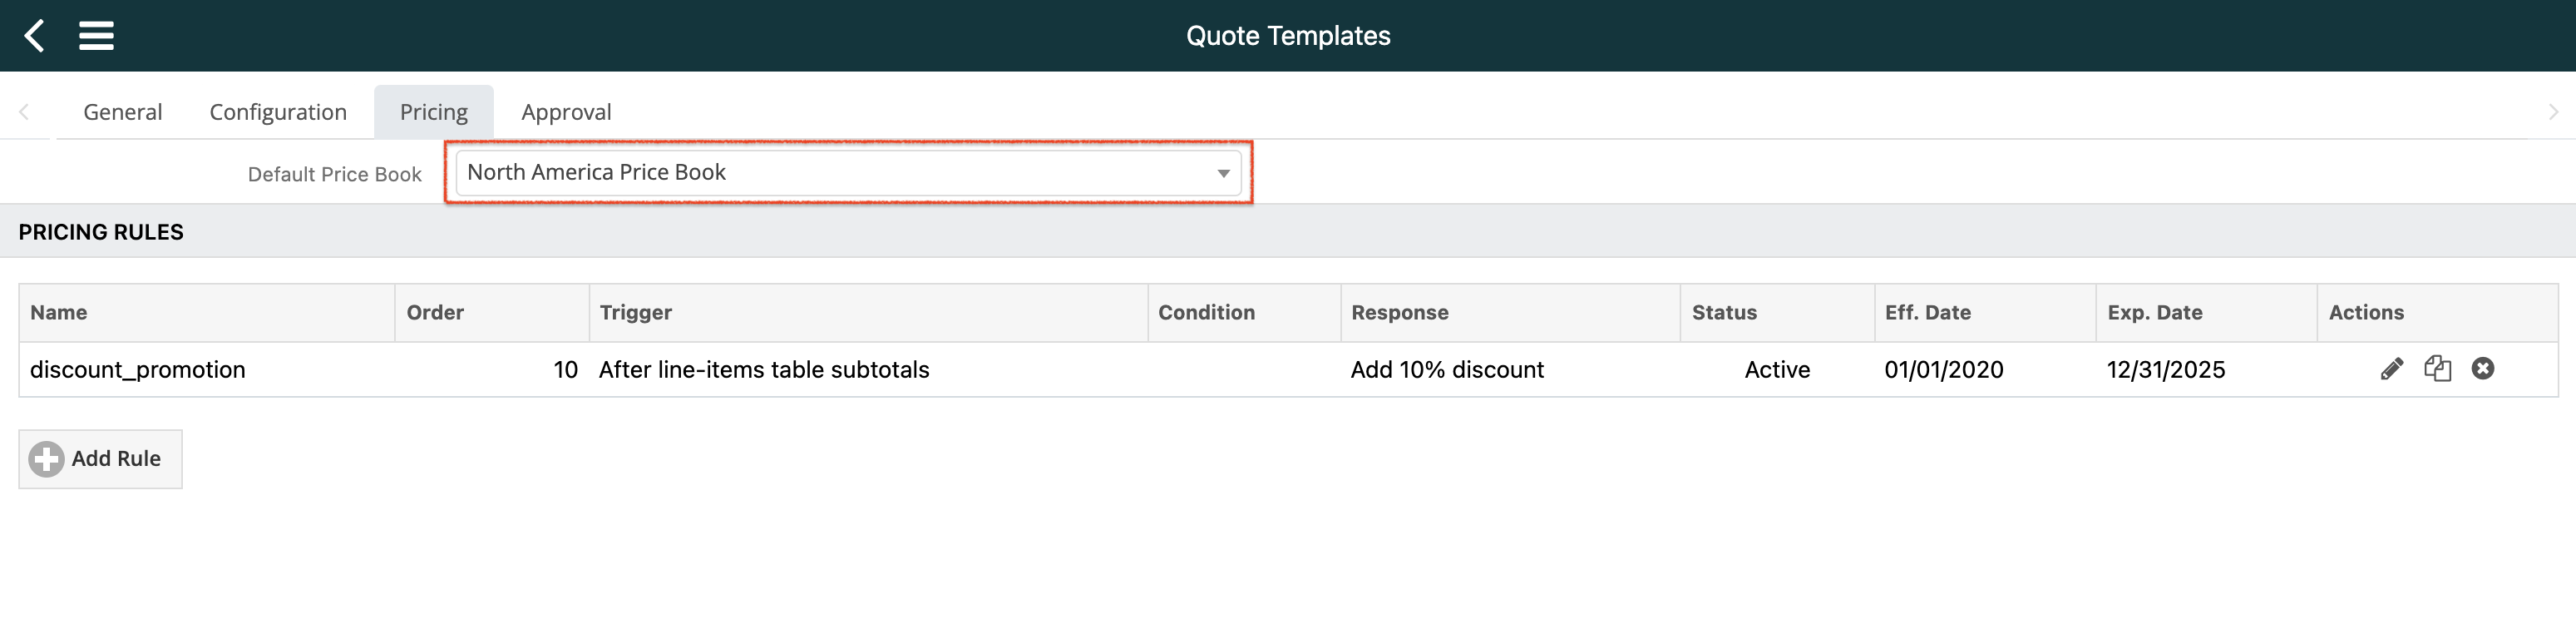 Quote Templates
General Configuration Pricing Approval
Default Price Book North America Price Book
PRICING RULES
Name Order Trigger Condition Response Status Eff. Date Exp. Date Actions
discount_promotion 10 After line-items table subtotals Add 10% discount Active 01/01/2020 12/31/2025
Add Rule